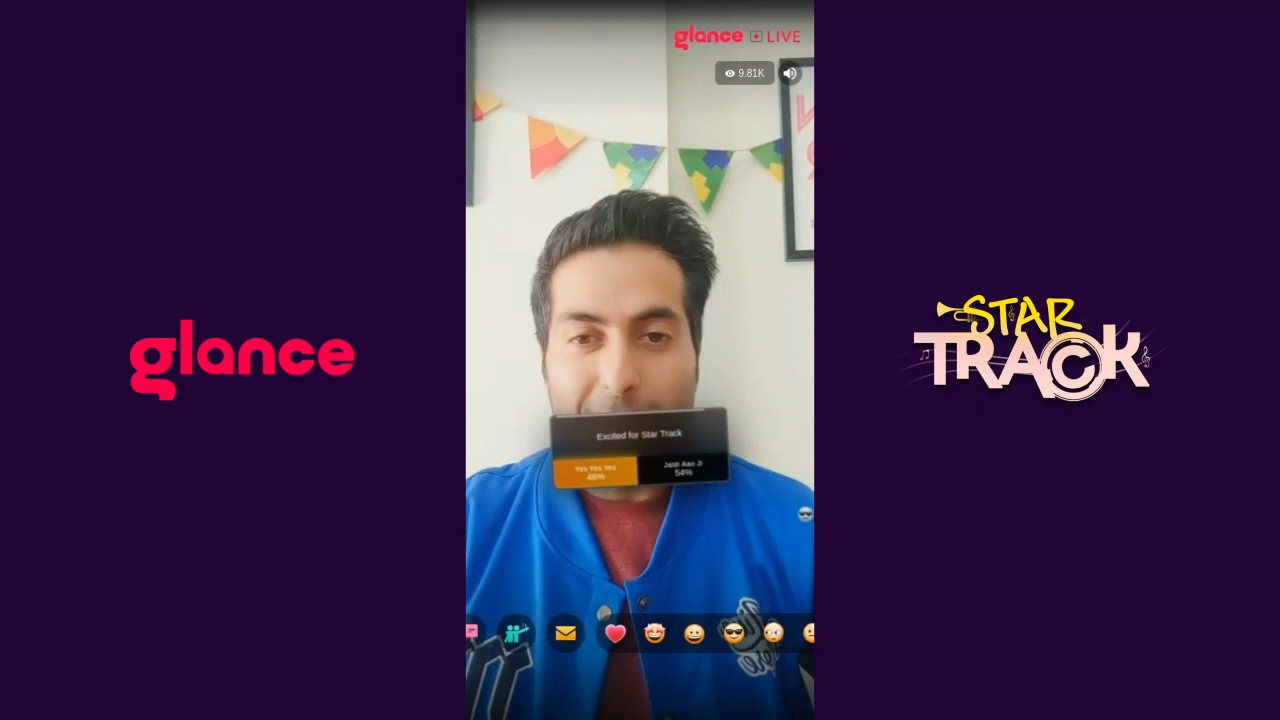 glance LIVE
9.81K
glance
STAR
TRACK
Excited for Star Track
Yes Yes Yes
46%
Jaldi Aao Ji
54%